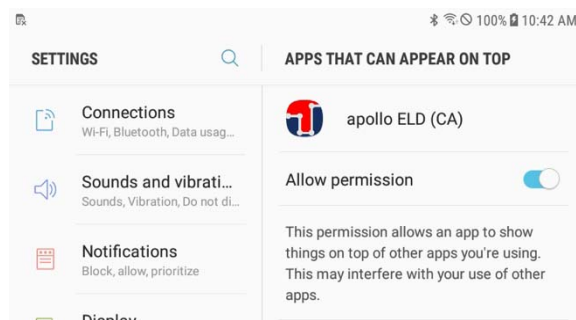 100% 10:42 AM
SETTINGS
APPS THAT CAN APPEAR ON TOP
Connections
Wi-Fi, Bluetooth, Data usag...
Sounds and vibrati...
Sounds, Vibration, Do not di...
Notifications
Block, allow, prioritize
Display
apollo ELD (CA)
Allow permission
This permission allows an app to show
things on top of other apps you're using.
This may interfere with your use of other
apps.